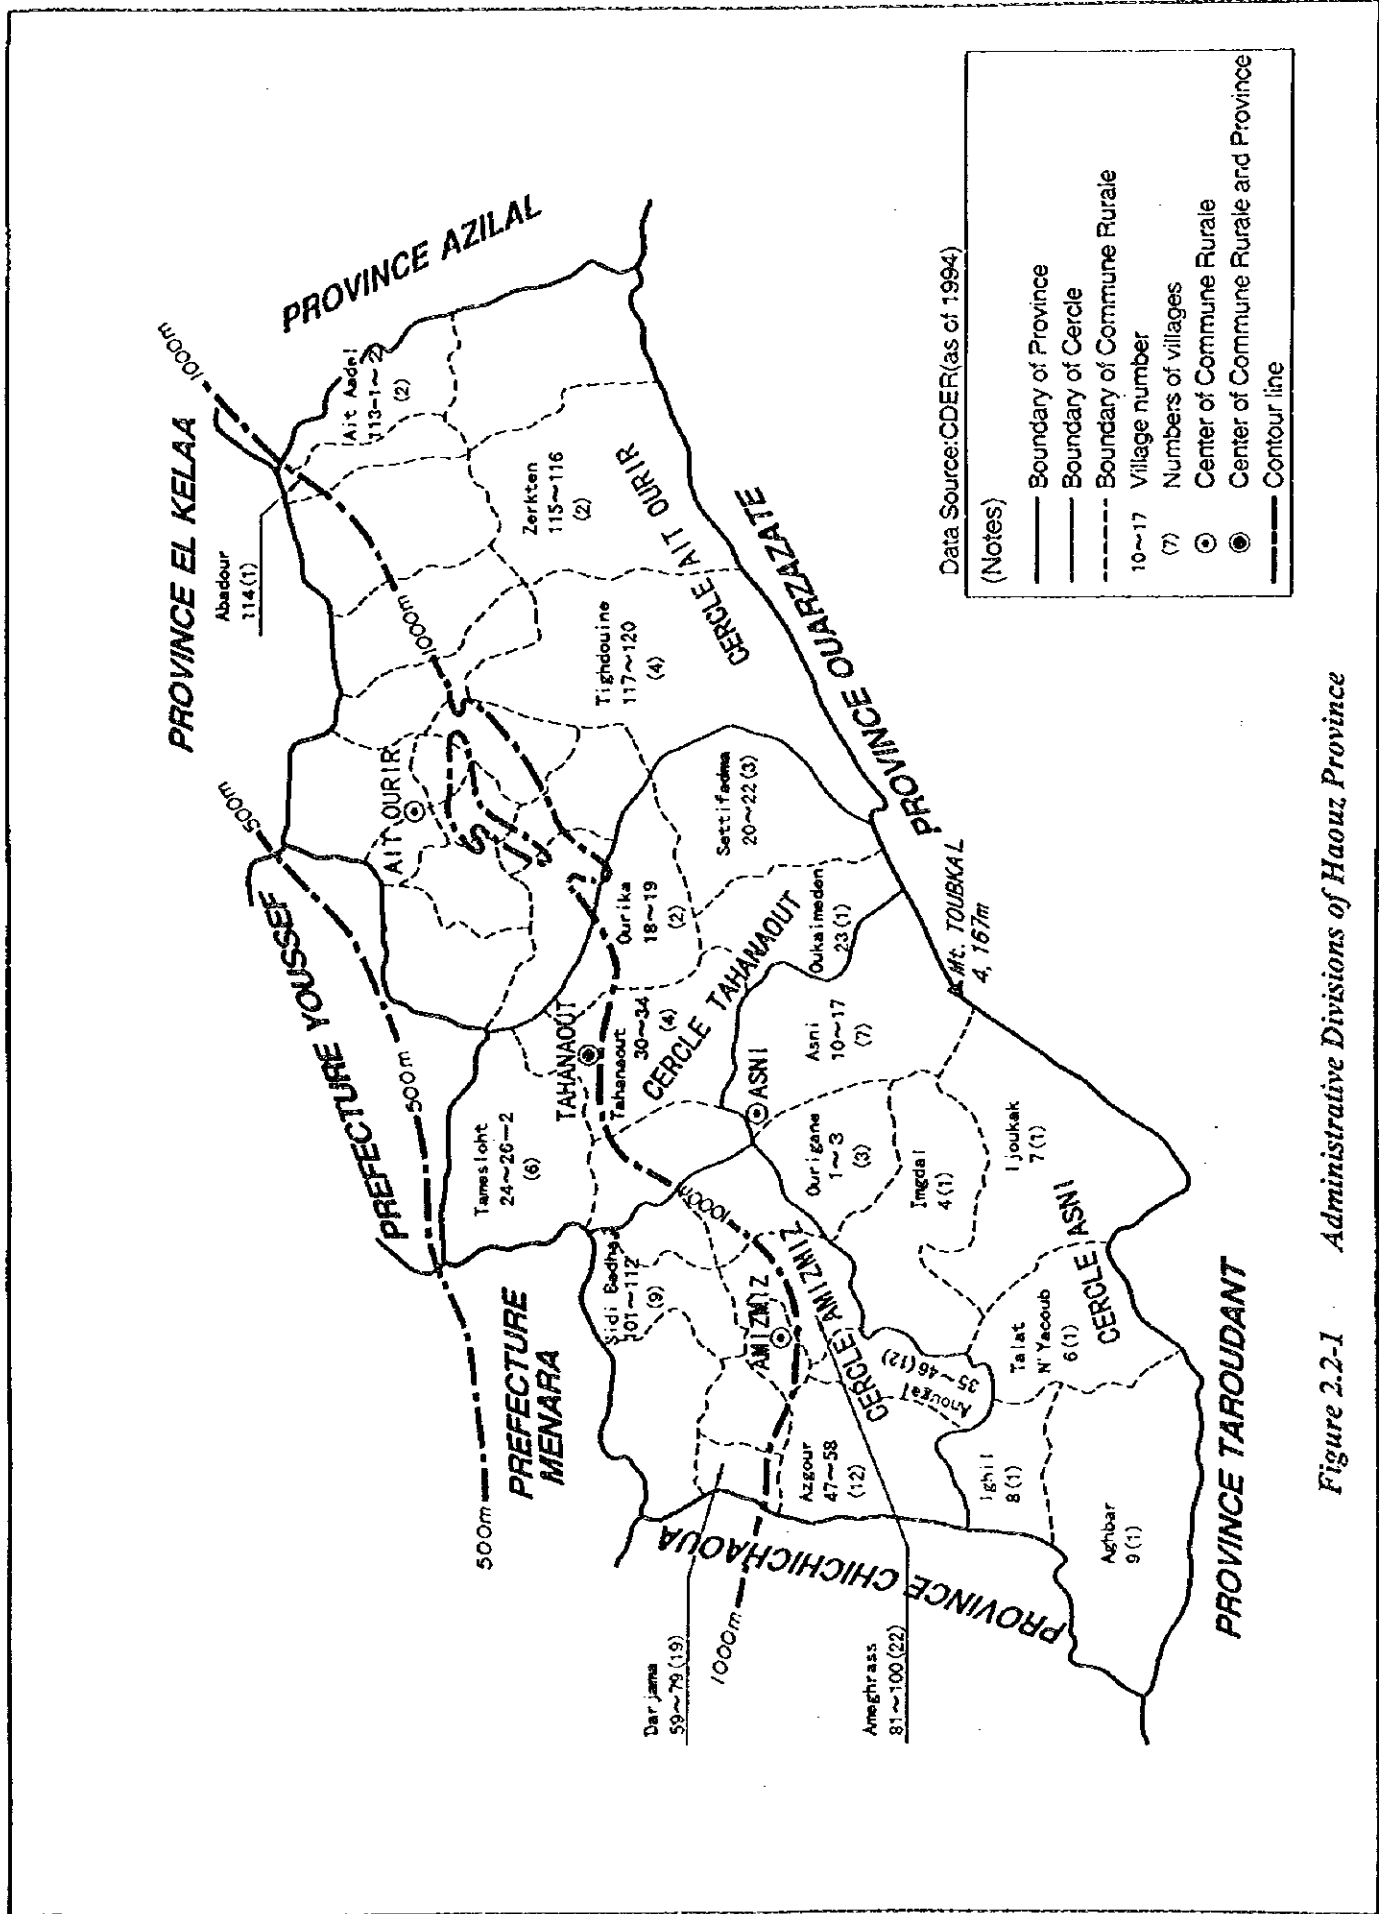 PROVINCE EL KELAA
PROVINCE AZILAL
1000m
Abadour
114(1)
Ait Aadel
113-1~2
(2)
Zerkten
115~116
(2)
CERCLE AIT OURIR
PROVINCE OUARZAZATE
1000m
Tighdouine
117~120
(4)
500m
AIT OURIR
PREFECTURE YOUSSEF
500m
Settifadma
20~22(3)
Ourika
18~19
(2)
Oukaimeden
23(1)
CERCLE TAHANAOUT
TAHANAOUT
Tahanaout
30~34
(4)
Mt. TOUBKAL
4, 167m
Tamesloht
24~26-2
(6)
ASNI
Asni
10~17
(7)
Ourigane
1~3
(3)
Imgdal
4(1)
Ijoukak
7(1)
CERCLE ASNI
PREFECTURE
MENARA
500m
Sidi Badhaj
101~112
(9)
1000m
AMIZMIZ
CERCLE AMIZMIZ
Anougal
35~46(12)
Talat
N'Yacoub
6(1)
Azgour
47~58
(12)
Ighil
8(1)
Aghbar
9(1)
PROVINCE CHICHICHAOUA
PROVINCE TAROUDANT
Darjama
59~79(19)
1000m
Ameghrass
81~100(22)
Data Source:CDER(as of 1994)
(Notes)
Boundary of Province
Boundary of Cercle
Boundary of Commune Rurale
10~17 Village number
(7) Numbers of villages
Center of Commune Rurale
Center of Commune Rurale and Province
Contour line
Figure 2.2-1 Administrative Divisions of Haouz Province